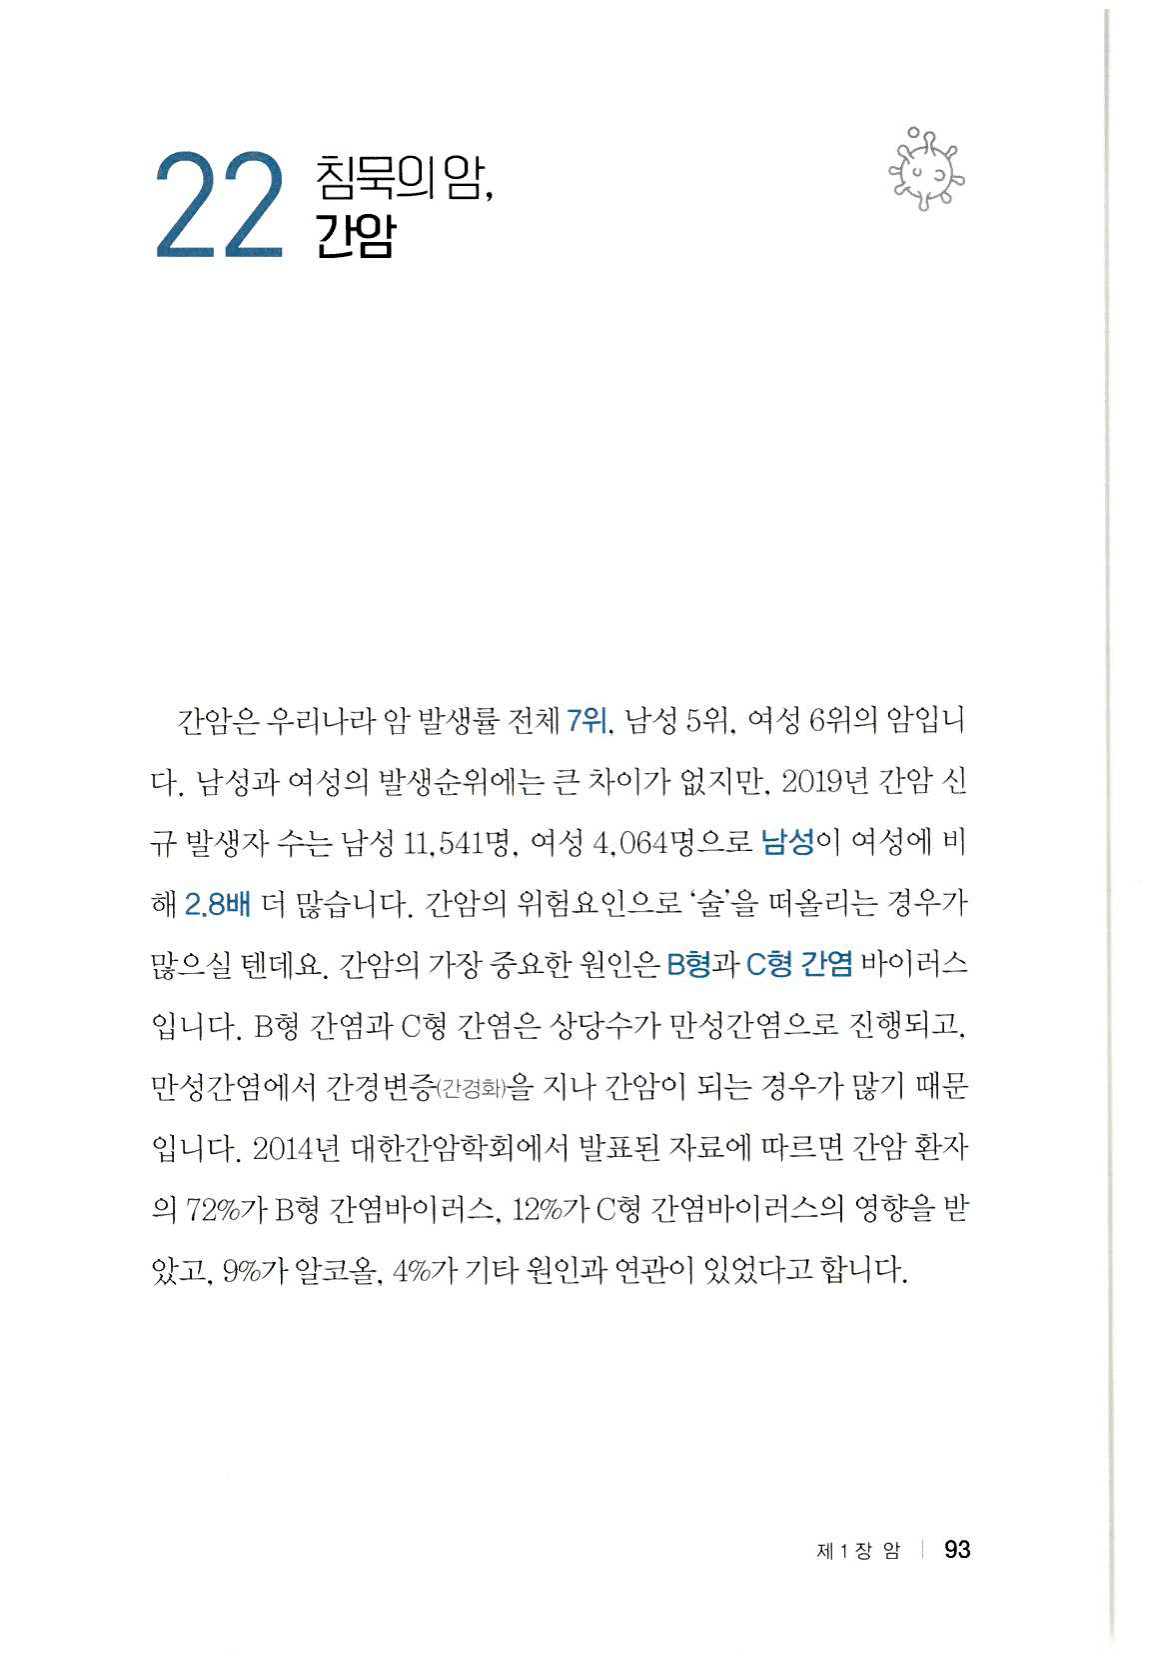 22 침묵의 암,
간암
간암은 우리나라 암 발생률 전체 7위, 남성 5위, 여성 6위의 암입니
다. 남성과 여성의 발생순위에는 큰 차이가 없지만, 2019년 간암 신
규 발생자 수는 남성 11,541명, 여성 4,064명으로 남성이 여성에 비
해 2.8배 더 많습니다. 간암의 위험요인으로 ‘술’을 떠올리는 경우가
많으실 텐데요. 간암의 가장 중요한 원인은 B형과 C형 간염 바이러스
입니다. B형 간염과 C형 간염은 상당수가 만성간염으로 진행되고,
만성간염에서 간경변증(간경화)을 지나 간암이 되는 경우가 많기 때문
입니다. 2014년 대한간암학회에서 발표된 자료에 따르면 간암 환자
의 72%가 B형 간염바이러스, 12%가 C형 간염바이러스의 영향을 받
았고, 9%가 알코올, 4%가 기타 원인과 연관이 있었다고 합니다.
제1장 암 | 93